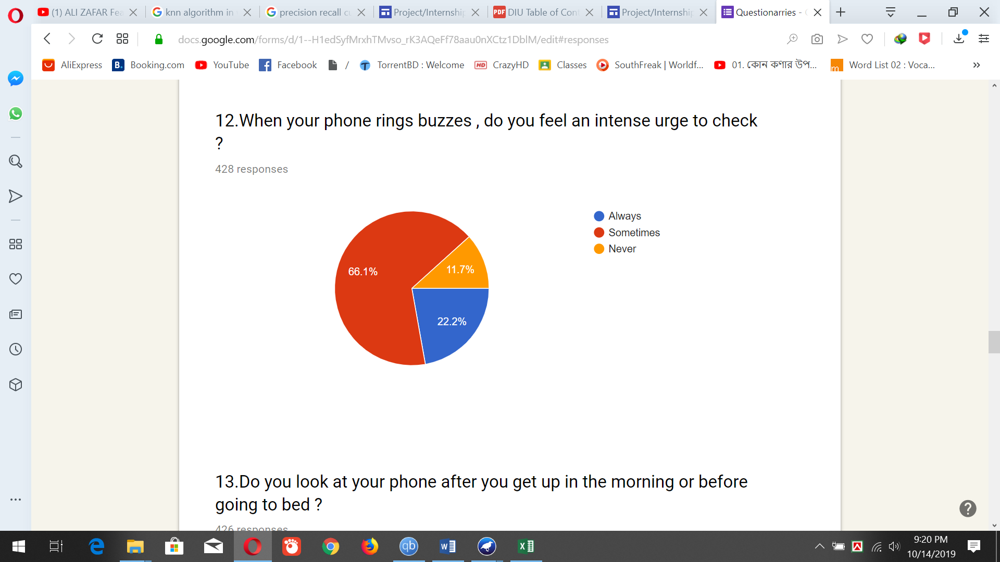 (1) ALI ZAFAR Fea
knn algorithm in
precision recall cu
Project/Internship
DIU Table of Cont
Project/Internship
Questionarries -
docs.google.com/forms/d/1--H1edSyfMrxhTMvso_rK3AQeFf78aau0nXCtz1DblM/edit#responses
AliExpress
Booking.com
YouTube
Facebook
/
TorrentBD : Welcome
CrazyHD
Classes
SouthFreak | Worldf...
01. কোন কণার উপ...
Word List 02 : Voca...
12.When your phone rings buzzes , do you feel an intense urge to check
?
428 responses
Always
Sometimes
Never
66.1%
11.7%
22.2%
13.Do you look at your phone after you get up in the morning or before
going to bed ?
426 responses
9:20 PM
10/14/2019